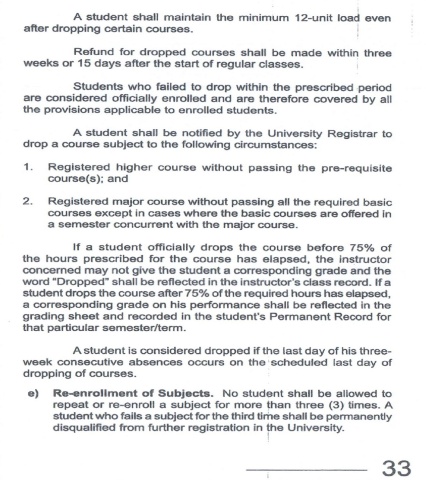 A student shall maintain the minimum 12-unit load even
after dropping certain courses.
Refund for dropped courses shall be made within three
weeks or 15 days after the start of regular classes.
Students who failed to drop within the prescribed period
are considered officially enrolled and are therefore covered by all
the provisions applicable to enrolled students.
A student shall be notified by the University Registrar to
drop a course subject to the following circumstances:
1. Registered higher course without passing the pre-requisite
course(s); and
2. Registered major course without passing all the required basic
courses except in cases where the basic courses are offered in
a semester concurrent with the major course.
If a student officially drops the course before 75% of
the hours prescribed for the course has elapsed, the instructor
concerned may not give the student a corresponding grade and the
word "Dropped" shall be reflected in the instructor's class record. If a
student drops the course after 75% of the required hours has elapsed,
a corresponding grade on his performance shall be reflected in the
grading sheet and recorded in the student's Permanent Record for
that particular semester/term.
A student is considered dropped if the last day of his three-
week consecutive absences occurs on the scheduled last day of
dropping of courses.
e) Re-enrollment of Subjects. No student shall be allowed to
repeat or re-enroll a subject for more than three (3) times. A
student who fails a subject for the third time shall be permanently
disqualified from further registration in the University.
33